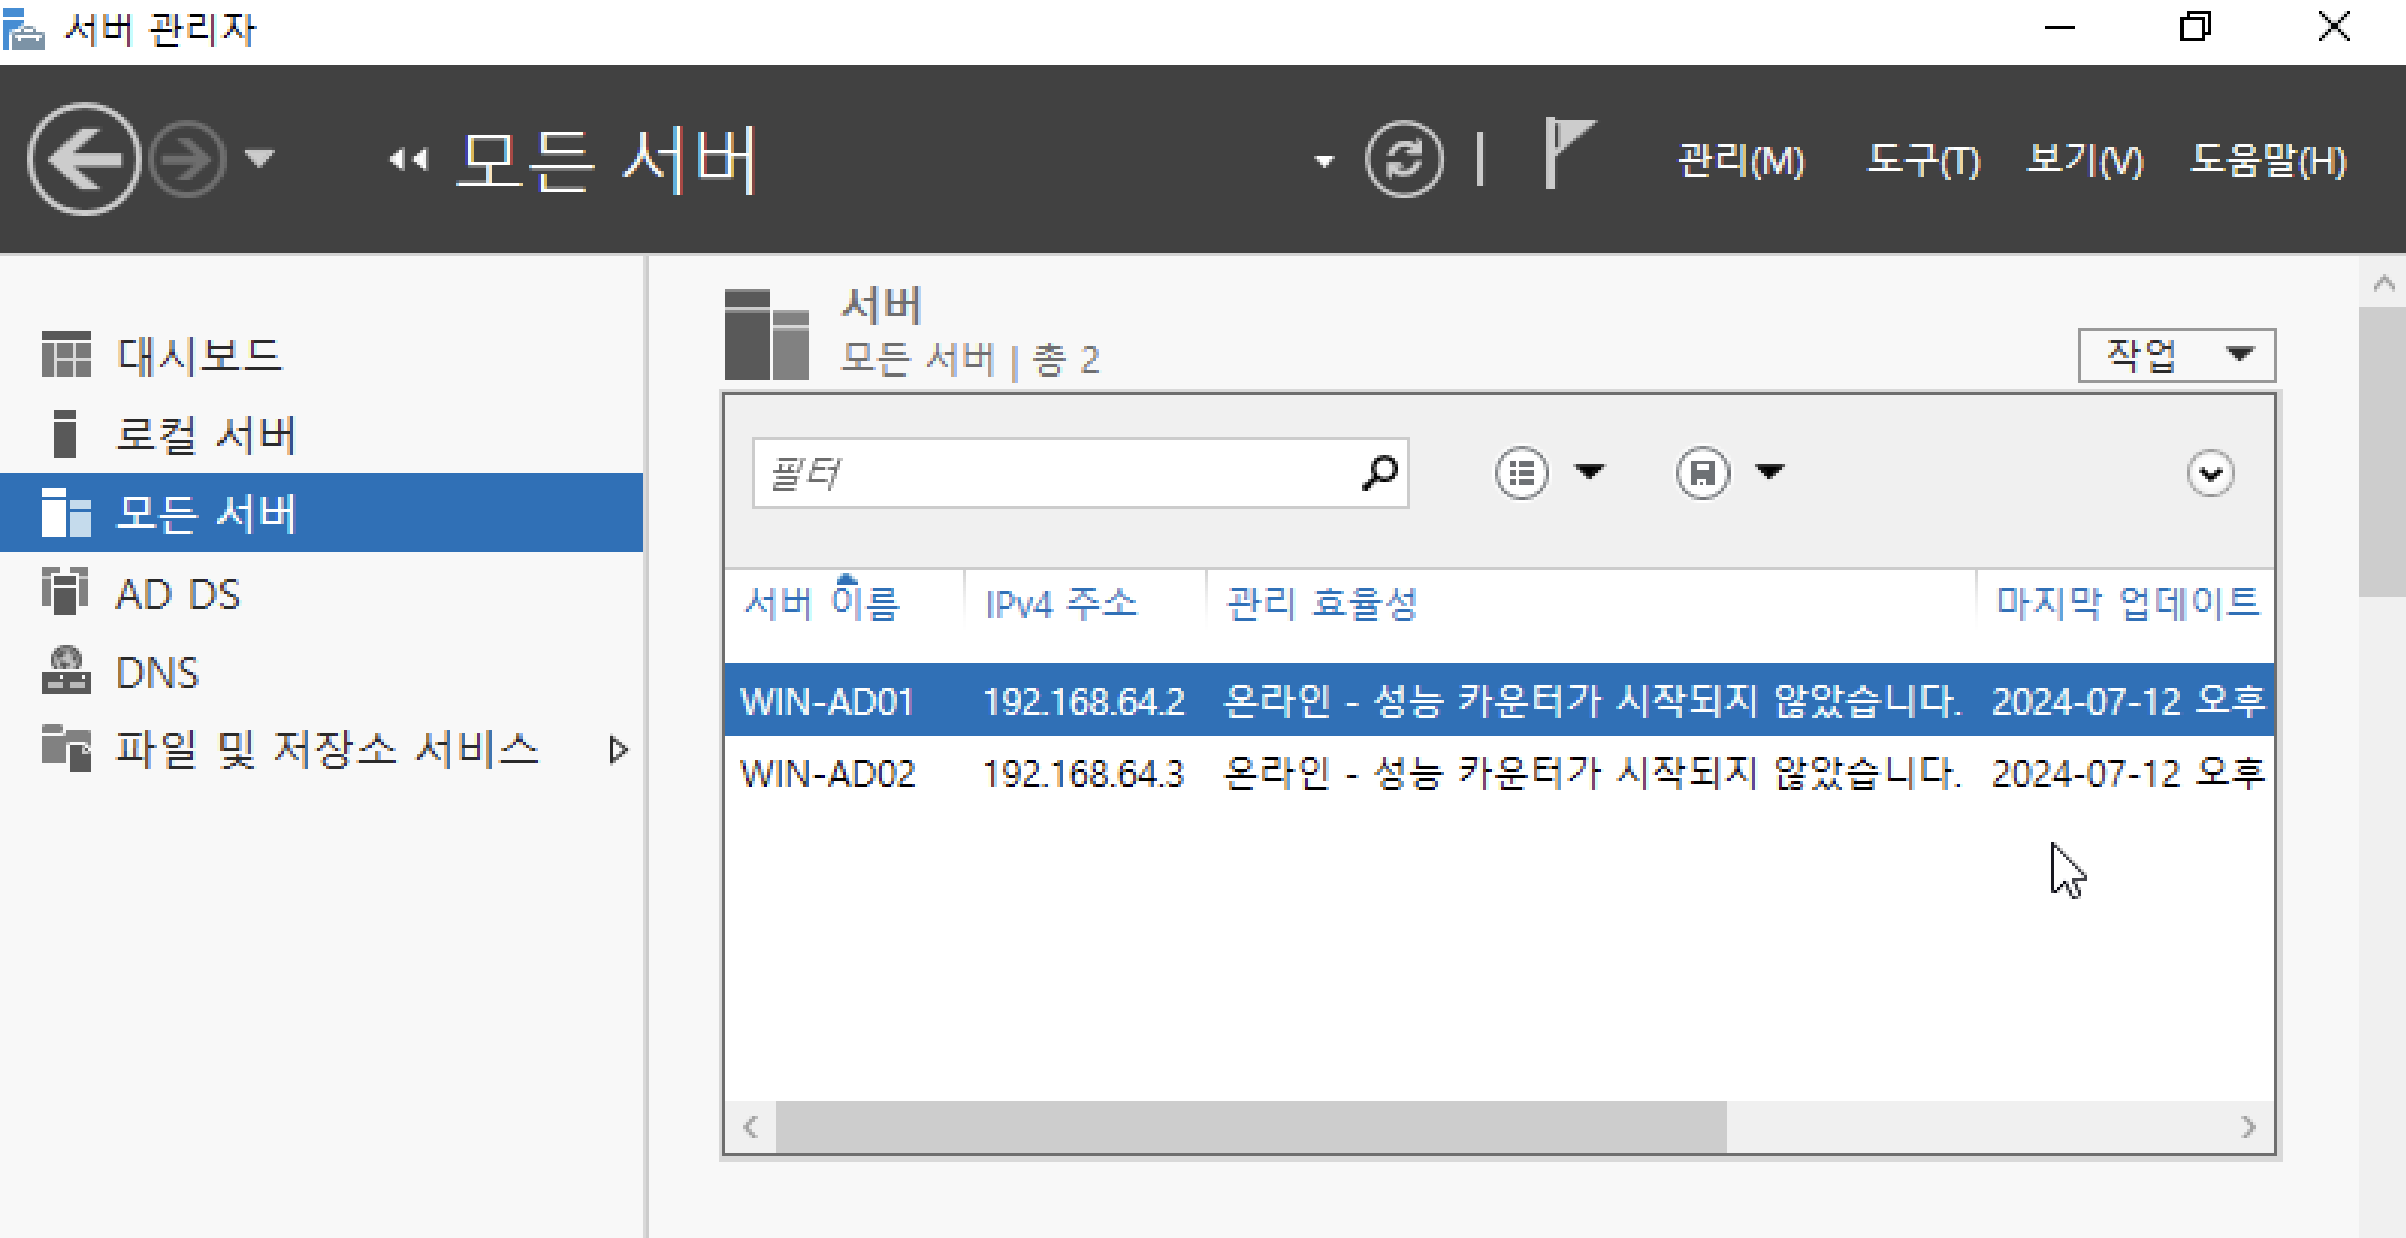 서버 관리자
모든 서버
관리(M) 도구(T) 보기(V) 도움말(H)
대시보드
로컬 서버
모든 서버
AD DS
DNS
파일 및 저장소 서비스
서버
모든 서버 | 총 2
작업
필터
서버 이름 IPv4 주소 관리 효율성 마지막 업데이트
WIN-AD01 192.168.64.2 온라인 - 성능 카운터가 시작되지 않았습니다. 2024-07-12 오후
WIN-AD02 192.168.64.3 온라인 - 성능 카운터가 시작되지 않았습니다. 2024-07-12 오후